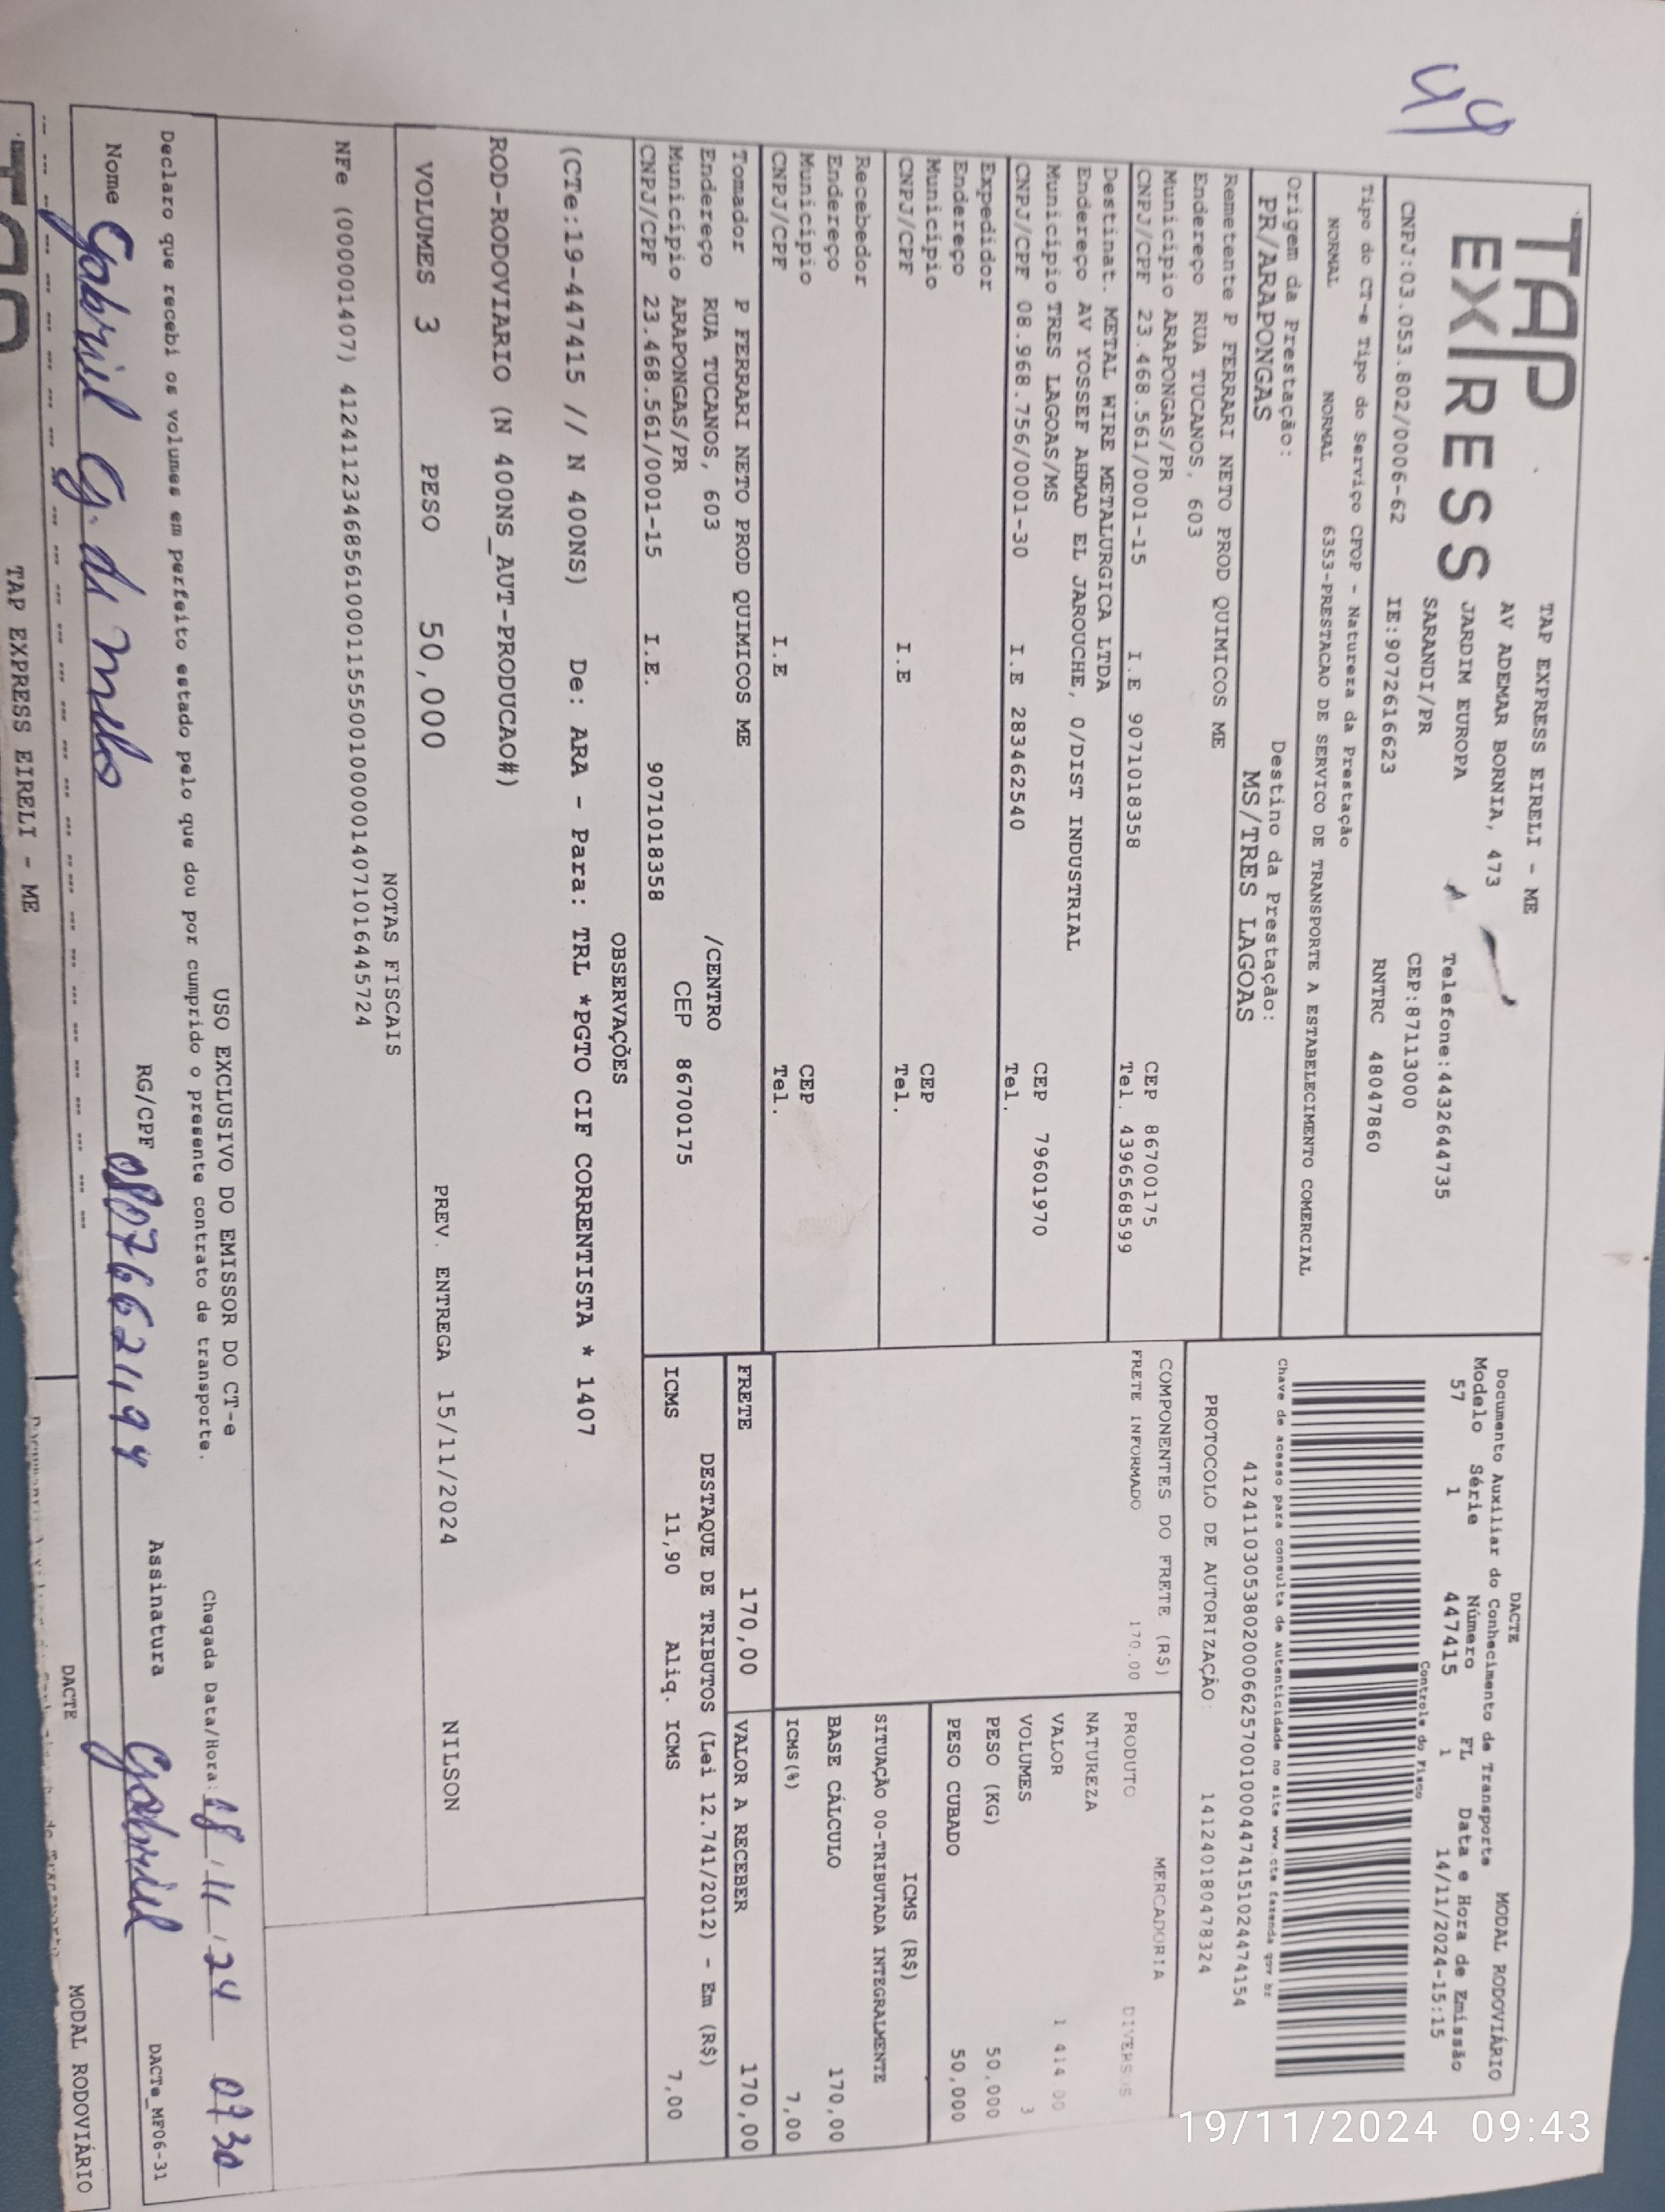 44
TAP
EXPRESS
TAP EXPRESS EIRELI - ME
AV ADEMAR BORNIA, 473
JARDIM EUROPA
Telefone:4432644735
SARANDI/PR
CEP:87113000
CNPJ:03.053.802/0006-62 IE:9072616623 RNTRC 48047860
Tipo do CT-e Tipo do Serviço CFOP - Natureza da Prestação
NORMAL NORMAL 6353-PRESTACAO DE SERVICO DE TRANSPORTE A ESTABELECIMENTO COMERCIAL
Origem da Prestação: Destino da Prestação:
PR/ARAPONGAS MS/TRES LAGOAS
Remetente P FERRARI NETO PROD QUIMICOS ME
Endereço RUA TUCANOS, 603
Município ARAPONGAS/PR CEP 86700175
CNPJ/CPF 23.468.561/0001-15 I.E 9071018358 Tel. 4396568599
Destinat. METAL WIRE METALURGICA LTDA
Endereço AV YOSSEF AHMAD EL JAROUCHE, 0/DIST INDUSTRIAL
Município TRES LAGOAS/MS CEP 79601970
CNPJ/CPF 08.968.756/0001-30 I.E 283462540 Tel.
Expedidor
Endereço
Município CEP
CNPJ/CPF I.E Tel.
Recebedor
Endereço
Município CEP
CNPJ/CPF I.E Tel.
Tomador P FERRARI NETO PROD QUIMICOS ME
Endereço RUA TUCANOS, 603 /CENTRO
Município ARAPONGAS/PR CEP 86700175
CNPJ/CPF 23.468.561/0001-15 I.E. 9071018358
DACTE MODAL RODOVIÁRIO
Documento Auxiliar do Conhecimento de Transporte
Modelo Série Número FL Data e Hora de Emissão
57 1 447415 1 14/11/2024-15:15
Controle do Fisco
Chave de acesso para consulta de autenticidade no site www.cte.fazenda.gov.br
41241103053802000662570010004474151024474154
PROTOCOLO DE AUTORIZAÇÃO: 141240180478324
COMPONENTES DO FRETE (R$)
FRETE INFORMADO 170,00
MERCADORIA
PRODUTO DIVERSOS
NATUREZA
VALOR 1 414 00
VOLUMES 3
PESO (KG) 50,000
PESO CUBADO 50,000
ICMS (R$)
SITUAÇÃO 00-TRIBUTADA INTEGRALMENTE
BASE CÁLCULO 170,00
ICMS(%) 7,00
FRETE 170,00 VALOR A RECEBER 170,00
DESTAQUE DE TRIBUTOS (Lei 12.741/2012) - Em (R$)
ICMS 11,90 Aliq. ICMS 7,00
OBSERVAÇÕES
(CTe:19-447415 // N 400NS) De: ARA - Para: TRL *PGTO CIF CORRENTISTA * 1407
ROD-RODOVIARIO (N 400NS_AUT-PRODUCAO#)
VOLUMES 3 PESO 50,000 PREV. ENTREGA 15/11/2024 NILSON
NOTAS FISCAIS
NFe (000001407) 41241123468561000115550010000014071016445724
USO EXCLUSIVO DO EMISSOR DO CT-e
Declaro que recebi os volumes em perfeito estado pelo que dou por cumprido o presente contrato de transporte.
Chegada Data/Hora: 18/11/24 0730
Nome Gabriel G. de Melo RG/CPF 08076621194 Assinatura Gabriel DACTe_MF06-31
TAP EXPRESS EIRELI - ME
DACTE MODAL RODOVIÁRIO
19/11/2024 09:43